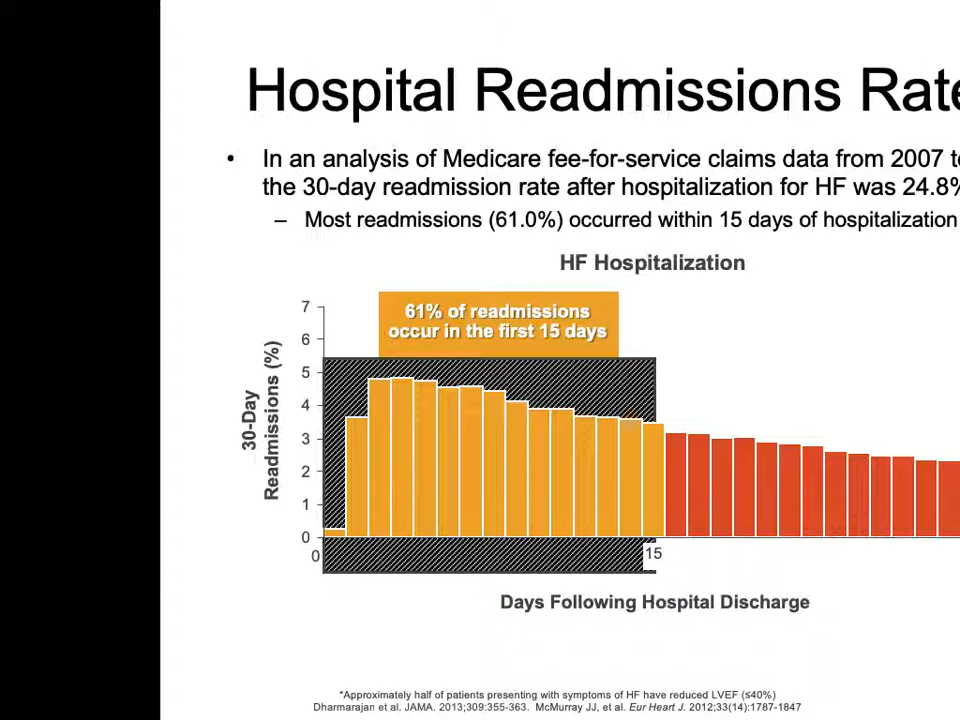 Hospital Readmissions Rate
• In an analysis of Medicare fee-for-service claims data from 2007 to
the 30-day readmission rate after hospitalization for HF was 24.8%
– Most readmissions (61.0%) occurred within 15 days of hospitalization
HF Hospitalization
61% of readmissions
occur in the first 15 days
30-Day
Readmissions (%)
7
6
5
4
3
2
1
0
0
15
Days Following Hospital Discharge
*Approximately half of patients presenting with symptoms of HF have reduced LVEF (≤40%)
Dharmarajan et al. JAMA. 2013;309:355-363. McMurray JJ, et al. Eur Heart J. 2012;33(14):1787-1847